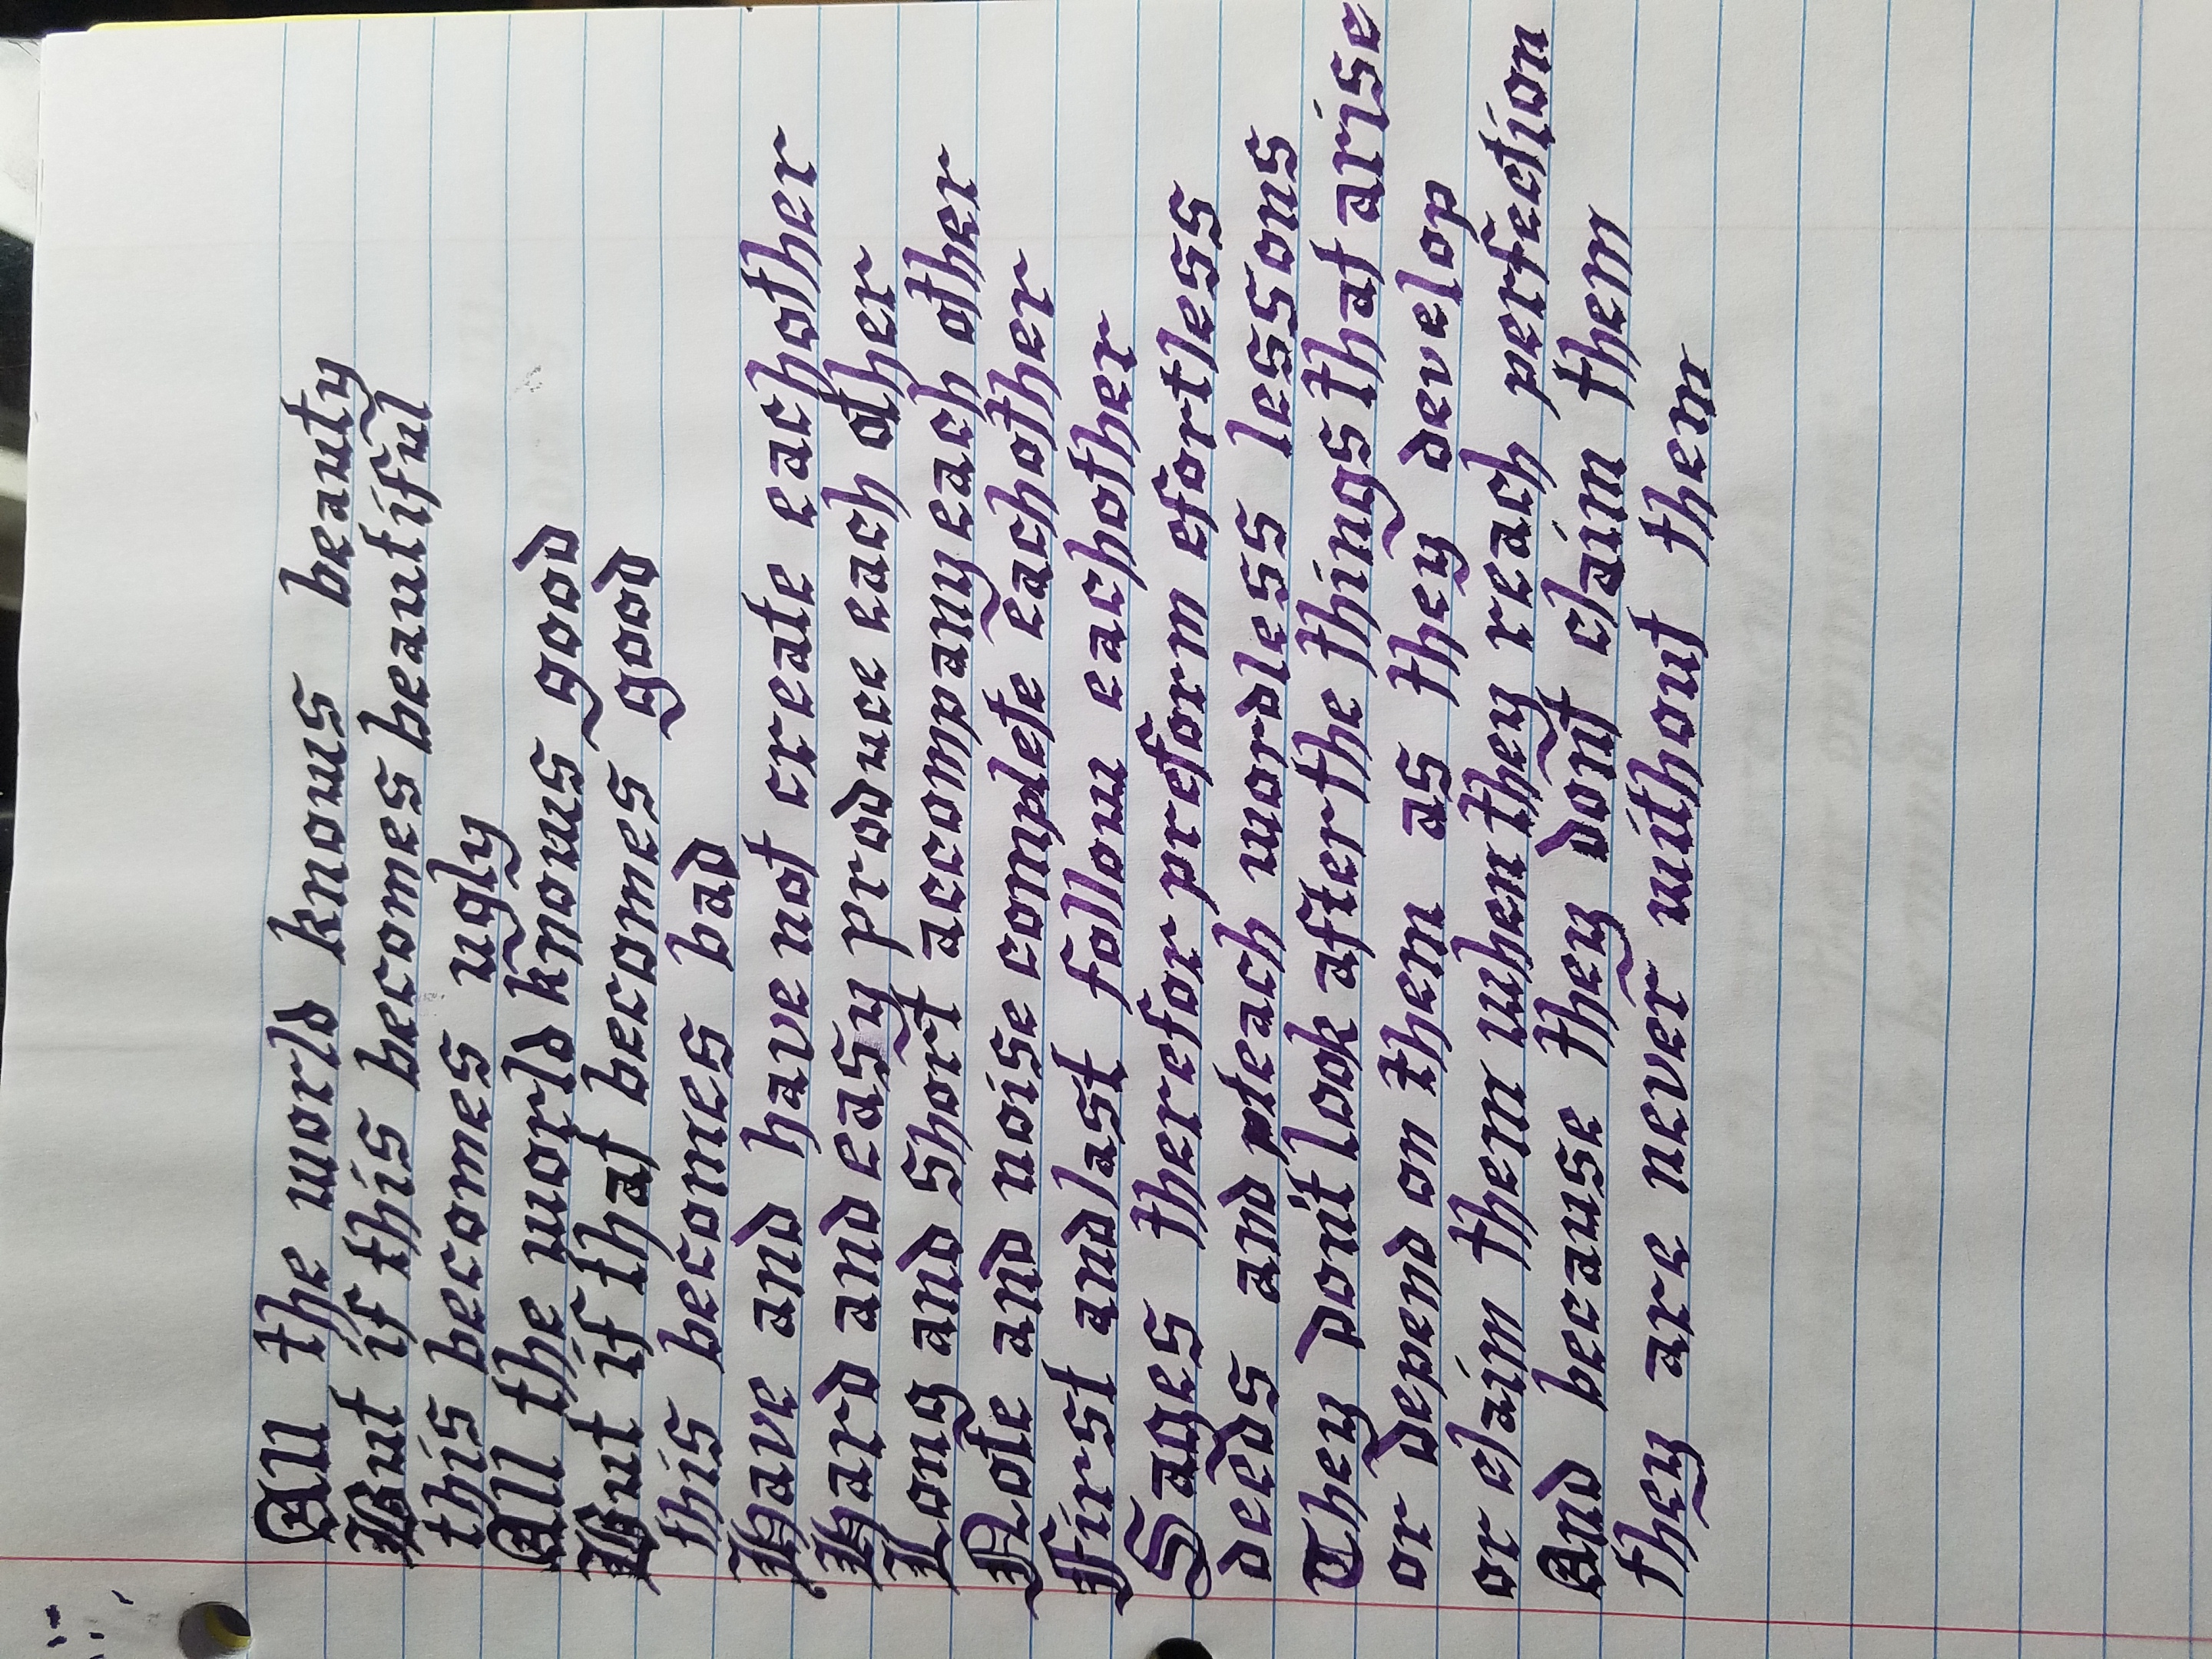 All the world knows beauty
But if this becomes beautiful
this becomes ugly
All the world knows good
But if that becomes good
this becomes bad
Have and have not create eachother
Hard and easy produce each other
Long and short accompany each other
Note and noise complete eachother
First and last follow eachother
Sages therefor preform efortless
deeds and teach wordless lessons
They don't look after the things that arise
or depend on them as they develop
or claim them when they reach perfection
And because they don't claim them
they are never without them